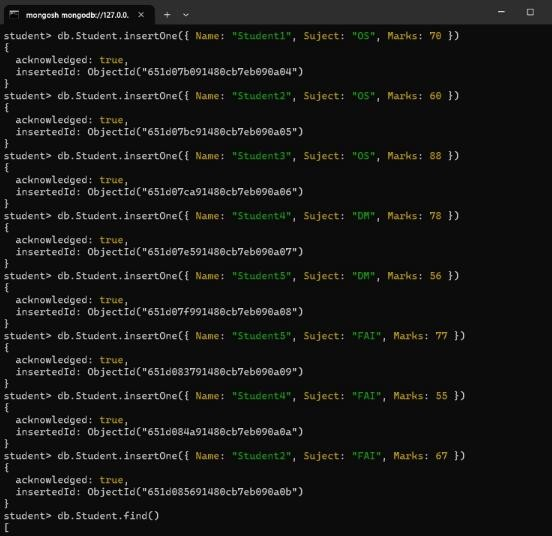 mongosh mongodb://127.0.0.
student> db.Student.insertOne({ Name: "Student1", Suject: "OS", Marks: 70 })
{
  acknowledged: true,
  insertedId: ObjectId("651d07b091480cb7eb090a04")
}
student> db.Student.insertOne({ Name: "Student2", Suject: "OS", Marks: 60 })
{
  acknowledged: true,
  insertedId: ObjectId("651d07bc91480cb7eb090a05")
}
student> db.Student.insertOne({ Name: "Student3", Suject: "OS", Marks: 88 })
{
  acknowledged: true,
  insertedId: ObjectId("651d07ca91480cb7eb090a06")
}
student> db.Student.insertOne({ Name: "Student4", Suject: "DM", Marks: 78 })
{
  acknowledged: true,
  insertedId: ObjectId("651d07e591480cb7eb090a07")
}
student> db.Student.insertOne({ Name: "Student5", Suject: "DM", Marks: 56 })
{
  acknowledged: true,
  insertedId: ObjectId("651d07f991480cb7eb090a08")
}
student> db.Student.insertOne({ Name: "Student5", Suject: "FAI", Marks: 77 })
{
  acknowledged: true,
  insertedId: ObjectId("651d083791480cb7eb090a09")
}
student> db.Student.insertOne({ Name: "Student4", Suject: "FAI", Marks: 55 })
{
  acknowledged: true,
  insertedId: ObjectId("651d084a91480cb7eb090a0a")
}
student> db.Student.insertOne({ Name: "Student2", Suject: "FAI", Marks: 67 })
{
  acknowledged: true,
  insertedId: ObjectId("651d085691480cb7eb090a0b")
}
student> db.Student.find()
[